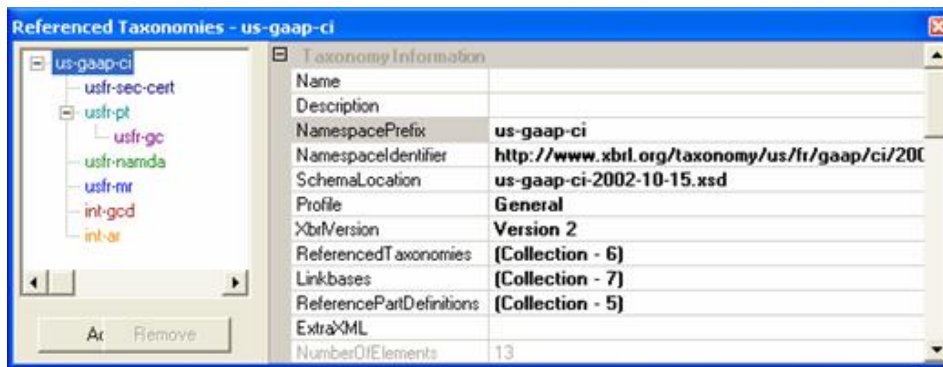 Referenced Taxonomies - us-gaap-ci
us-gaap-ci
usfr-sec-cert
usfr-pt
usfr-gc
usfr-namda
usfr-mr
int-gcd
int-ar
Remove
Taxonomy Information
Name
Description
NamespacePrefix us-gaap-ci
NamespaceIdentifier http://www.xbrl.org/taxonomy/us/fr/gaap/ci/200
SchemaLocation us-gaap-ci-2002-10-15.xsd
Profile General
XbrlVersion Version 2
ReferencedTaxonomies (Collection - 6)
Linkbases (Collection - 7)
ReferencePartDefinitions (Collection - 5)
ExtraXML
NumberOfElements 13